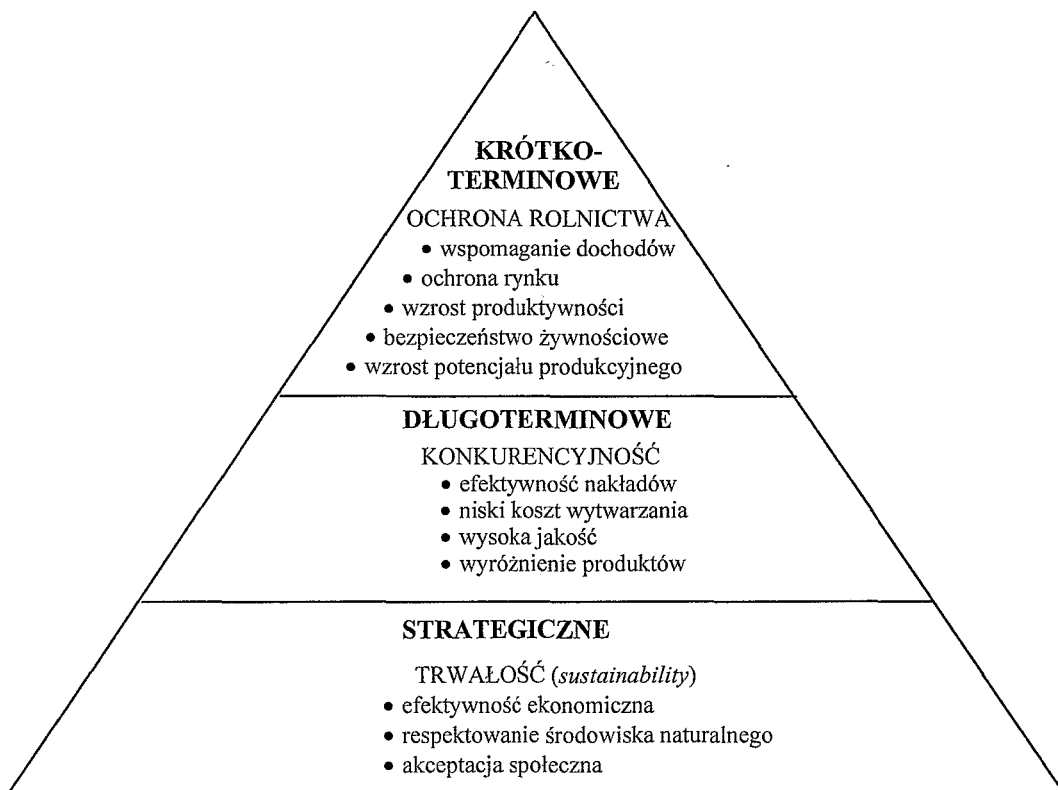 KRÓTKO-
TERMINOWE
OCHRONA ROLNICTWA
• wspomaganie dochodów
• ochrona rynku
• wzrost produktywności
• bezpieczeństwo żywnościowe
• wzrost potencjału produkcyjnego
DŁUGOTERMINOWE
KONKURENCYJNOŚĆ
• efektywność nakładów
• niski koszt wytwarzania
• wysoka jakość
• wyróżnienie produktów
STRATEGICZNE
TRWAŁOŚĆ (sustainability)
• efektywność ekonomiczna
• respektowanie środowiska naturalnego
• akceptacja społeczna